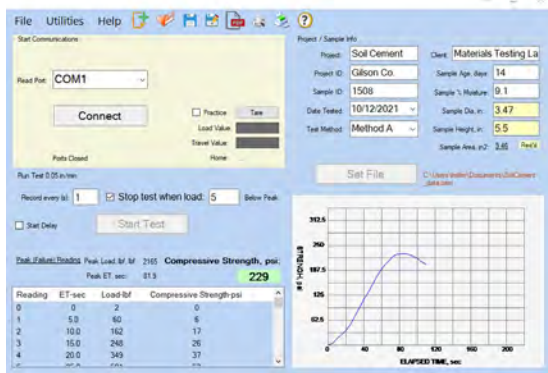 File Utilities Help
Start Communications
Read Port: COM1
Connect
Practice Tare
Load Value:
Travel Value:
Ports Closed Home
Run Test 0.05 in/min
Record every (s): 1 Stop test when load: 5 Below Peak
Start Delay Start Test
Peak (Failure) Reading Peak Load: lbf 2165 Compressive Strength, psi:
Peak ET: sec: 81.9 229
Reading ET-sec Load-lbf Compressive Strength-psi
0 0 2 0
1 5.0 60 6
2 10.0 162 17
3 15.0 248 26
4 20.0 349 37
Project / Sample Info
Project: Soil Cement Client: Materials Testing La
Project ID: Gilson Co. Sample Age, days: 14
Sample ID: 1508 Sample % Moisture: 9.1
Date Tested: 10/12/2021 Sample Dia, in: 3.47
Test Method: Method A Sample Height, in: 5.5
Sample Area, in2:
Set File
STRENGTH, psi
312.5
250
187.5
125
62.5
0 40 80 120 160 200
ELAPSED TIME, sec